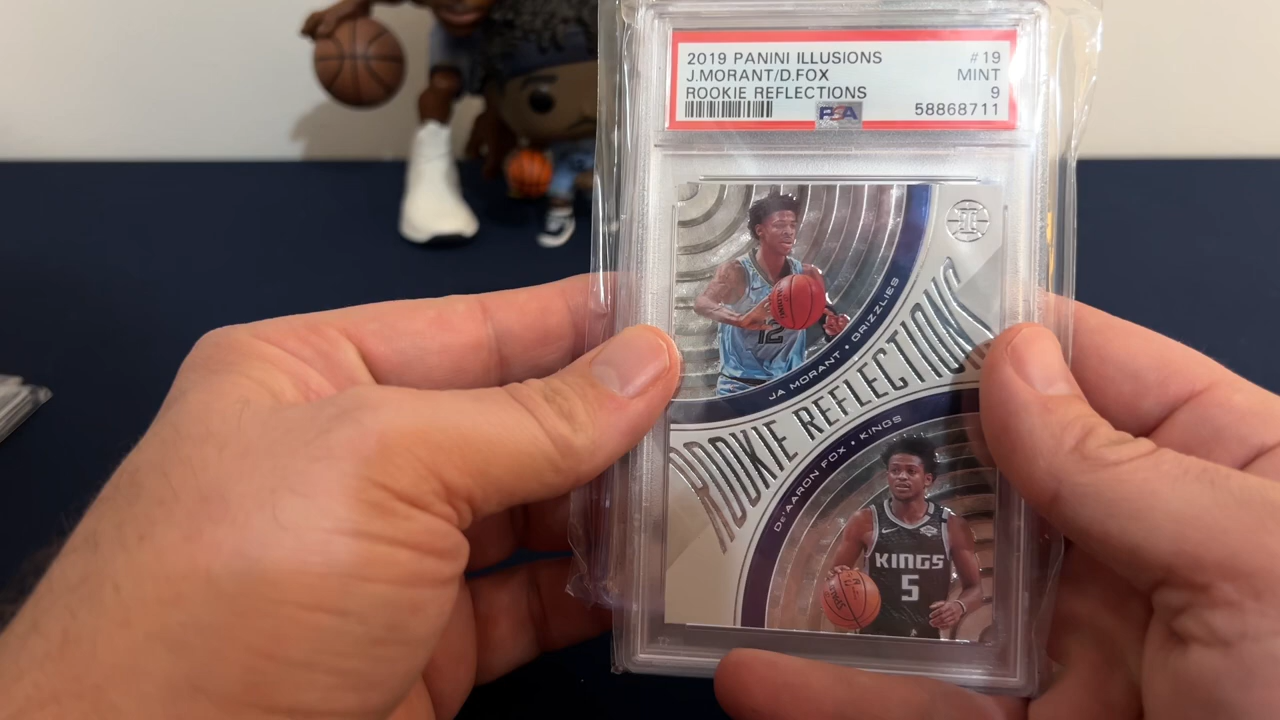 2019 PANINI ILLUSIONS #19
J.MORANT/D.FOX MINT
ROOKIE REFLECTIONS 9
PSA 58868711
12
JA MORANT • GRIZZLIES
ROOKIE REFLECTIONS
De'AARON FOX • KINGS
KINGS
5